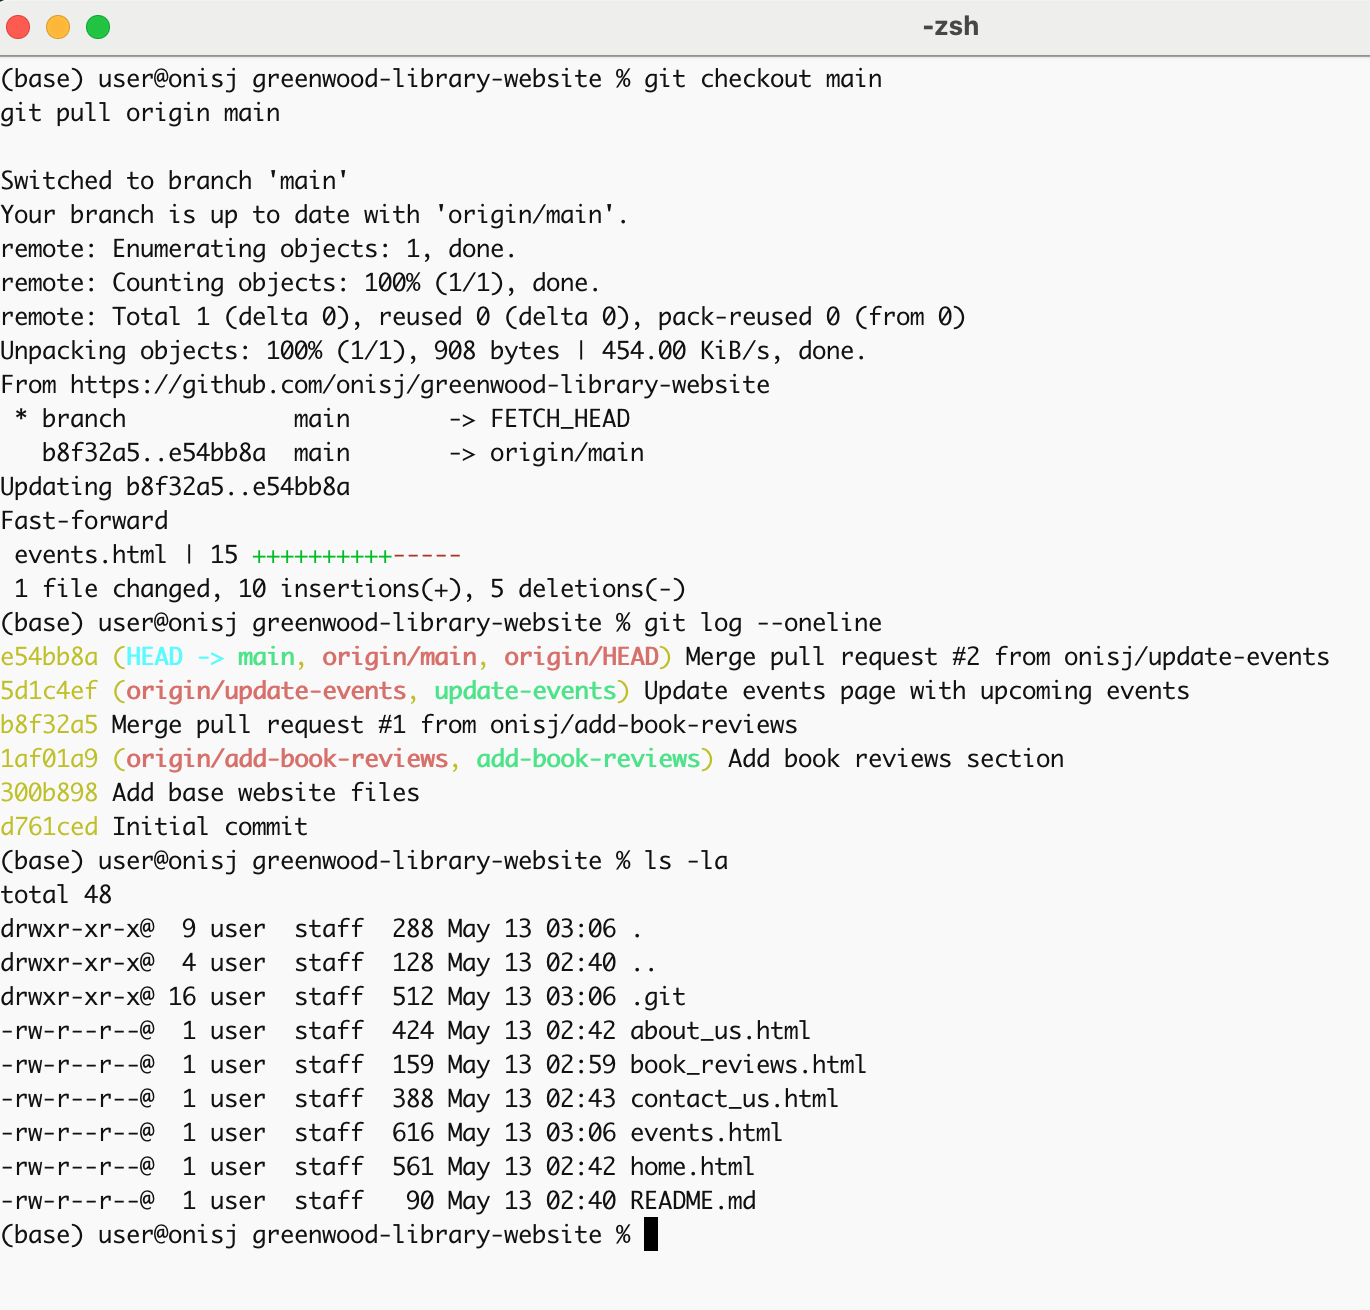 -zsh
(base) user@onisj greenwood-library-website % git checkout main
git pull origin main

Switched to branch 'main'
Your branch is up to date with 'origin/main'.
remote: Enumerating objects: 1, done.
remote: Counting objects: 100% (1/1), done.
remote: Total 1 (delta 0), reused 0 (delta 0), pack-reused 0 (from 0)
Unpacking objects: 100% (1/1), 908 bytes | 454.00 KiB/s, done.
From https://github.com/onisj/greenwood-library-website
 * branch            main       -> FETCH_HEAD
   b8f32a5..e54bb8a  main       -> origin/main
Updating b8f32a5..e54bb8a
Fast-forward
 events.html | 15 ++++++++++-----
 1 file changed, 10 insertions(+), 5 deletions(-)
(base) user@onisj greenwood-library-website % git log --oneline
e54bb8a (HEAD -> main, origin/main, origin/HEAD) Merge pull request #2 from onisj/update-events
5d1c4ef (origin/update-events, update-events) Update events page with upcoming events
b8f32a5 Merge pull request #1 from onisj/add-book-reviews
1af01a9 (origin/add-book-reviews, add-book-reviews) Add book reviews section
300b898 Add base website files
d761ced Initial commit
(base) user@onisj greenwood-library-website % ls -la
total 48
drwxr-xr-x@  9 user  staff  288 May 13 03:06 .
drwxr-xr-x@  4 user  staff  128 May 13 02:40 ..
drwxr-xr-x@ 16 user  staff  512 May 13 03:06 .git
-rw-r--r--@  1 user  staff  424 May 13 02:42 about_us.html
-rw-r--r--@  1 user  staff  159 May 13 02:59 book_reviews.html
-rw-r--r--@  1 user  staff  388 May 13 02:43 contact_us.html
-rw-r--r--@  1 user  staff  616 May 13 03:06 events.html
-rw-r--r--@  1 user  staff  561 May 13 02:42 home.html
-rw-r--r--@  1 user  staff   90 May 13 02:40 README.md
(base) user@onisj greenwood-library-website %